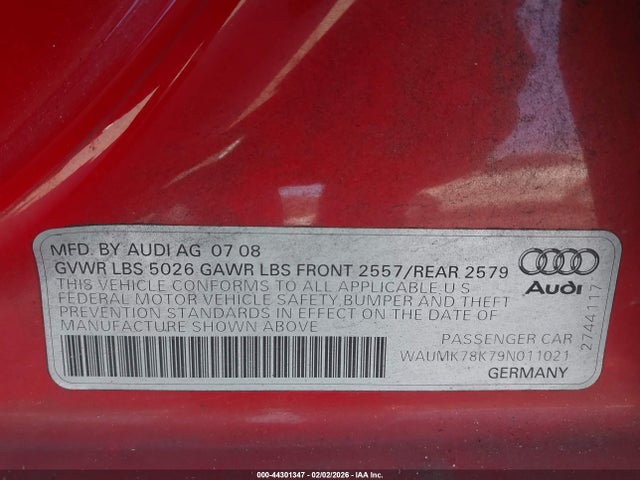 MFD. BY AUDI AG 07 08
GVWR LBS 5026 GAWR LBS FRONT 2557/REAR 2579
THIS VEHICLE CONFORMS TO ALL APPLICABLE U S
FEDERAL MOTOR VEHICLE SAFETY, BUMPER AND THEFT
PREVENTION STANDARDS IN EFFECT ON THE DATE OF
MANUFACTURE SHOWN ABOVE
PASSENGER CAR
WAUMK78K79N011021
GERMANY
Audi
2744117
000-44301347 | 02/02/2026 – IAA Inc.